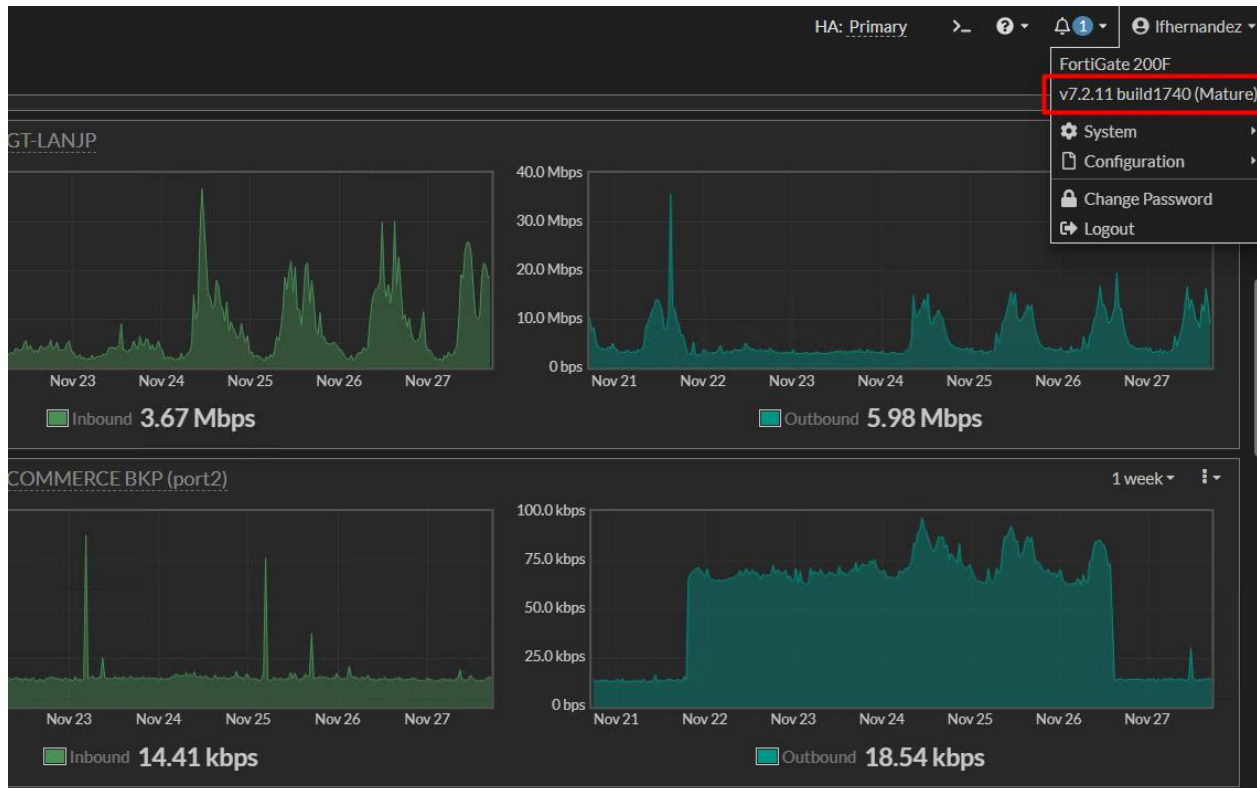 HA: Primary >_ ? 1 lfhernandez
FortiGate 200F
v7.2.11 build1740 (Mature)
System
Configuration
Change Password
Logout
GT-LANJP
40.0 Mbps
30.0 Mbps
20.0 Mbps
10.0 Mbps
0 bps
Nov 23 Nov 24 Nov 25 Nov 26 Nov 27
Nov 21 Nov 22 Nov 23 Nov 24 Nov 25 Nov 26 Nov 27
Inbound 3.67 Mbps
Outbound 5.98 Mbps
COMMERCE BKP (port2)
1 week
100.0 kbps
75.0 kbps
50.0 kbps
25.0 kbps
0 bps
Nov 23 Nov 24 Nov 25 Nov 26 Nov 27
Nov 21 Nov 22 Nov 23 Nov 24 Nov 25 Nov 26 Nov 27
Inbound 14.41 kbps
Outbound 18.54 kbps